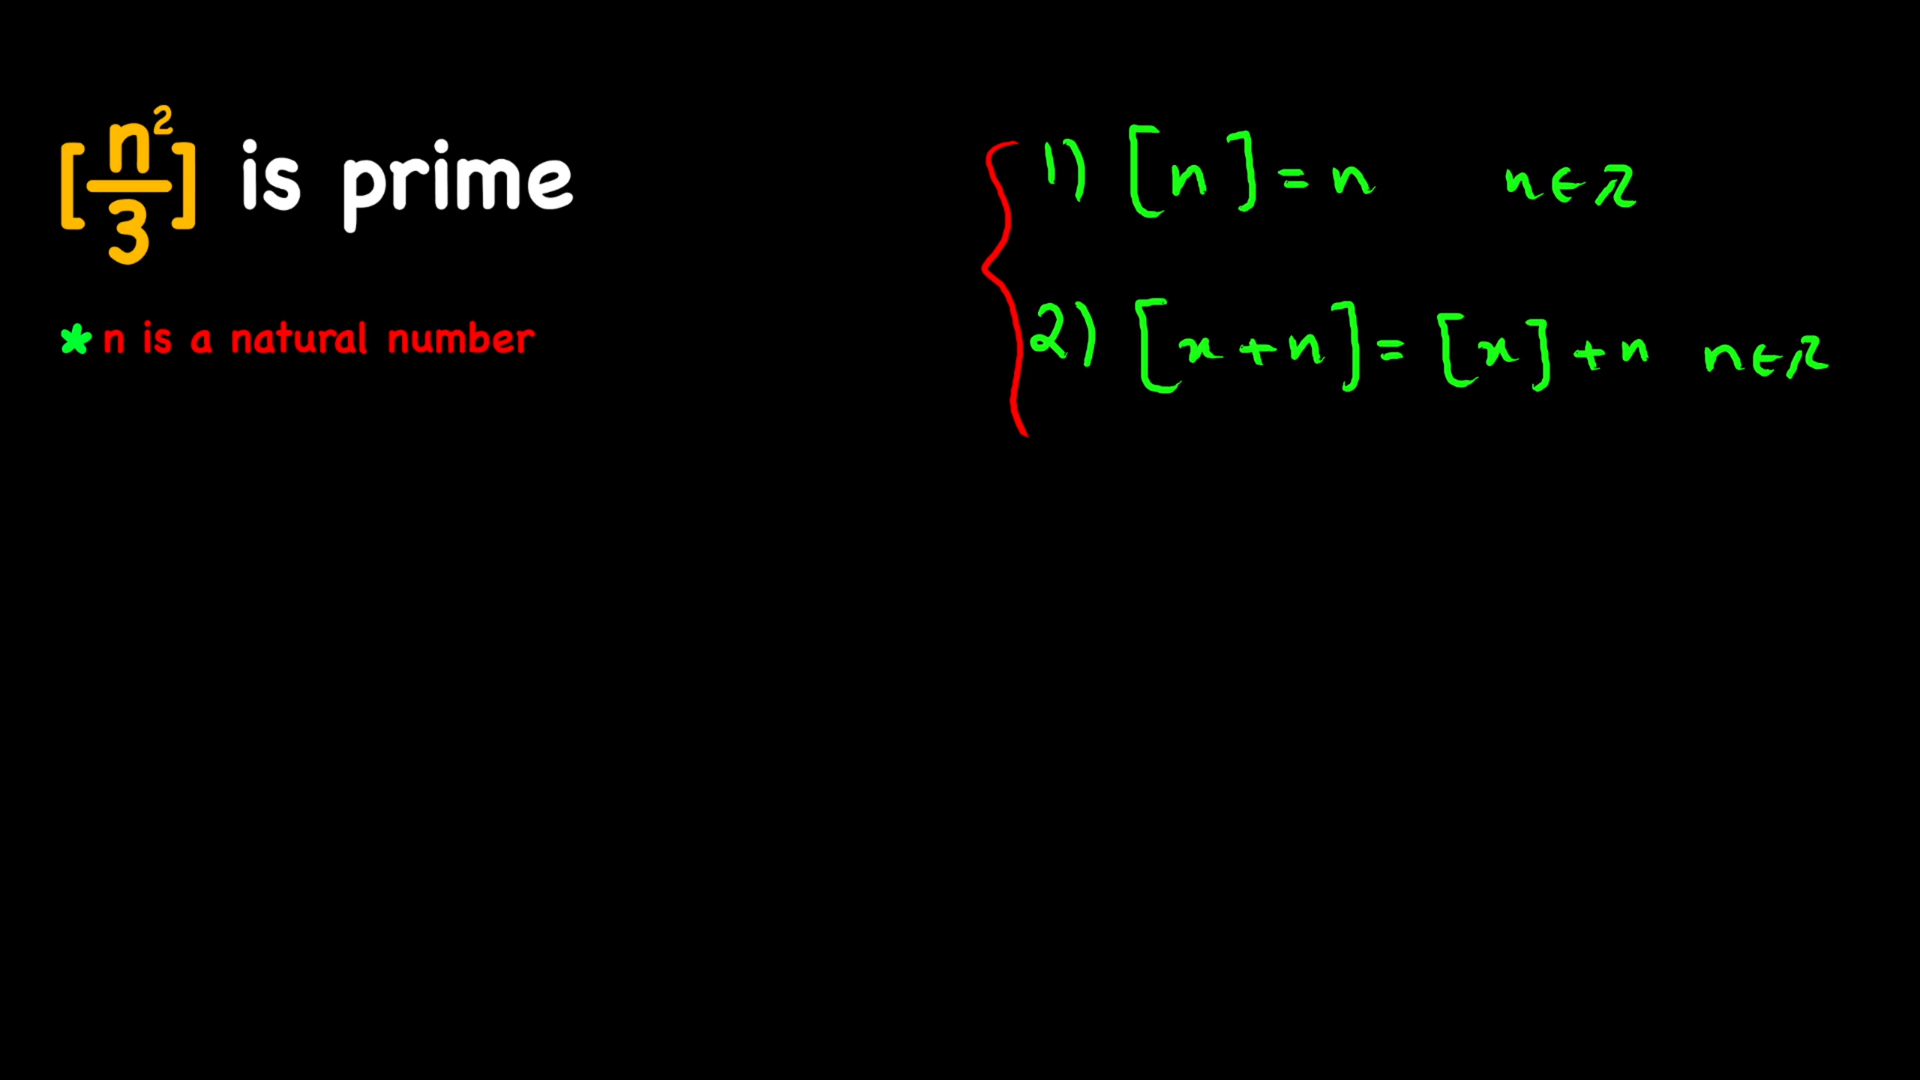 [n²/3] is prime
* n is a natural number
1) [n] = n n ∈ ℤ
2) [x + n] = [x] + n n ∈ ℤ